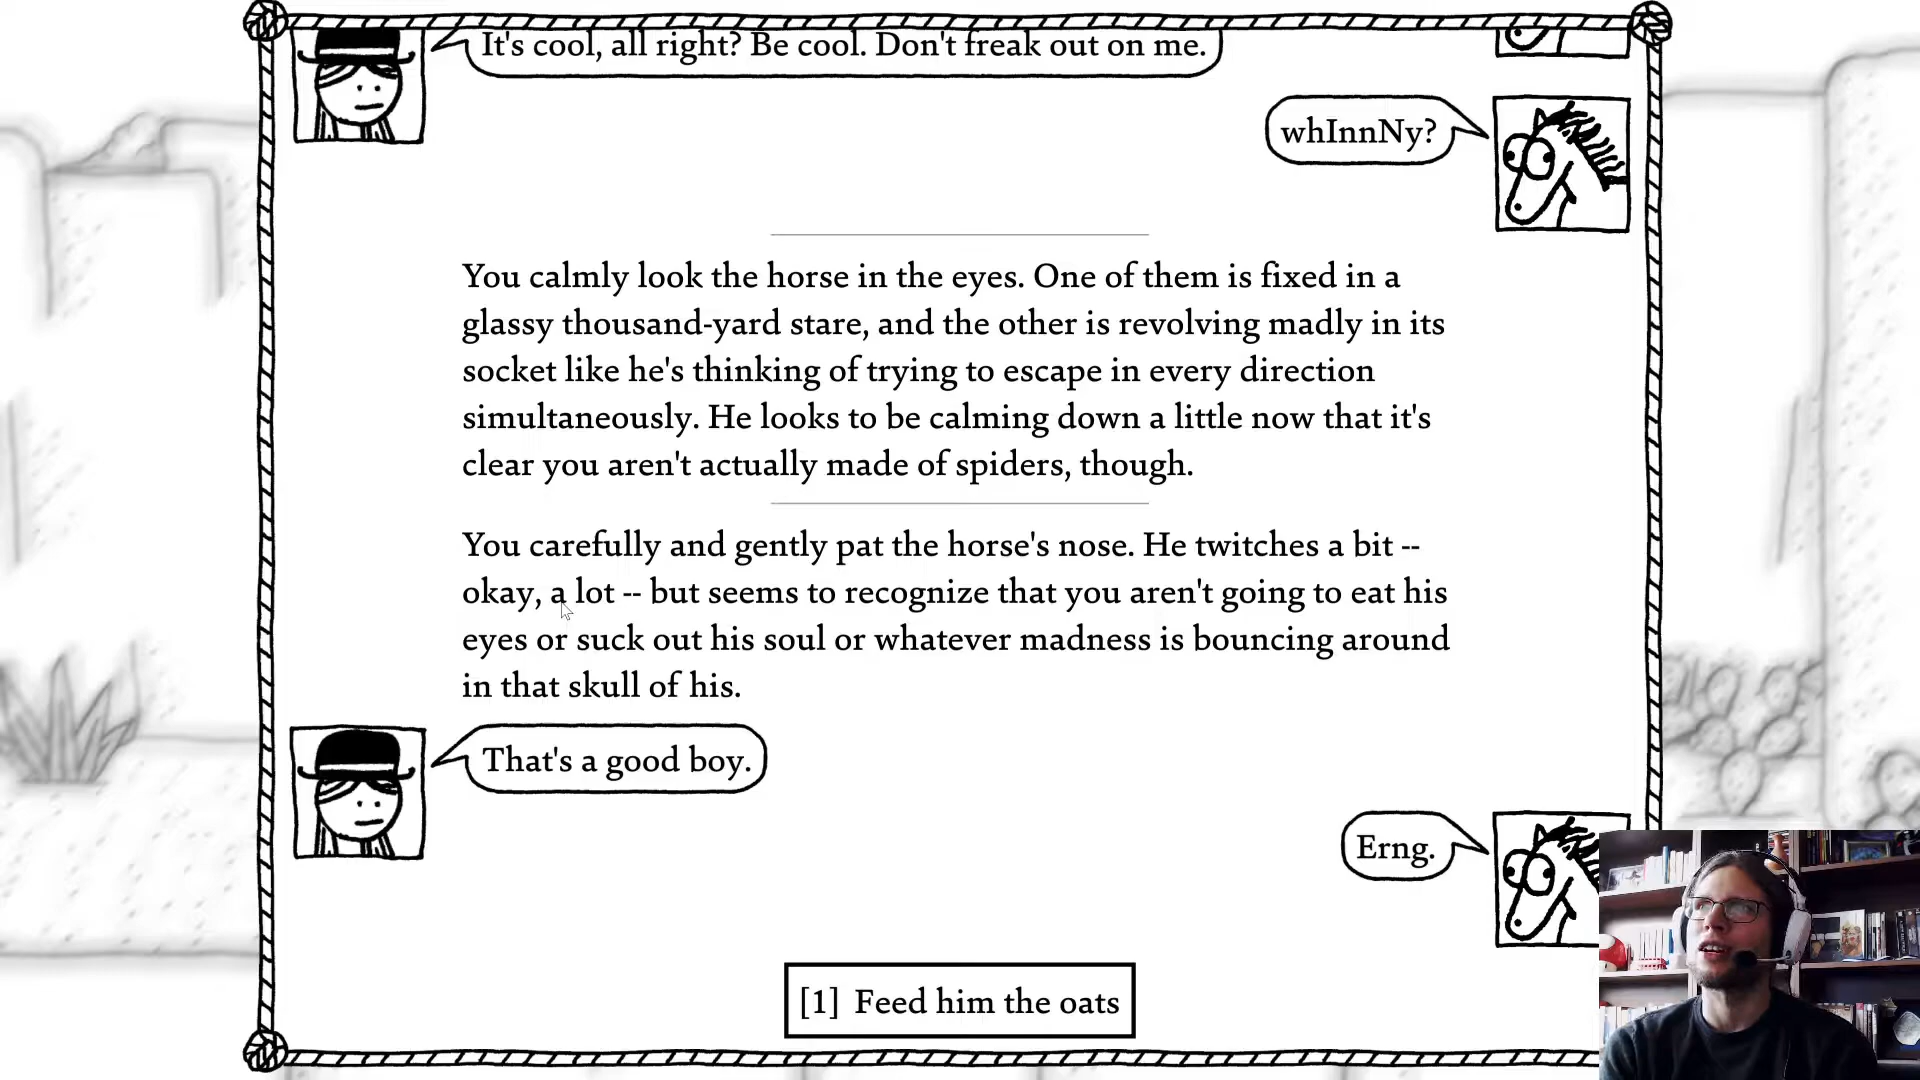 It's cool, all right? Be cool. Don't freak out on me.
whInnNy?
You calmly look the horse in the eyes. One of them is fixed in a
glassy thousand-yard stare, and the other is revolving madly in its
socket like he's thinking of trying to escape in every direction
simultaneously. He looks to be calming down a little now that it's
clear you aren't actually made of spiders, though.
You carefully and gently pat the horse's nose. He twitches a bit --
okay, a lot -- but seems to recognize that you aren't going to eat his
eyes or suck out his soul or whatever madness is bouncing around
in that skull of his.
That's a good boy.
Erng.
[1] Feed him the oats